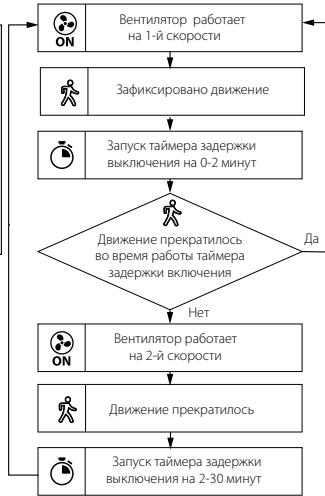 ON
Вентилятор работает
на 1-й скорости
Зафиксировано движение
Запуск таймера задержки
выключения на 0-2 минут
Движение прекратилось
во время работы таймера
задержки включения
Да
Нет
ON
Вентилятор работает
на 2-й скорости
Движение прекратилось
Запуск таймера задержки
выключения на 2-30 минут